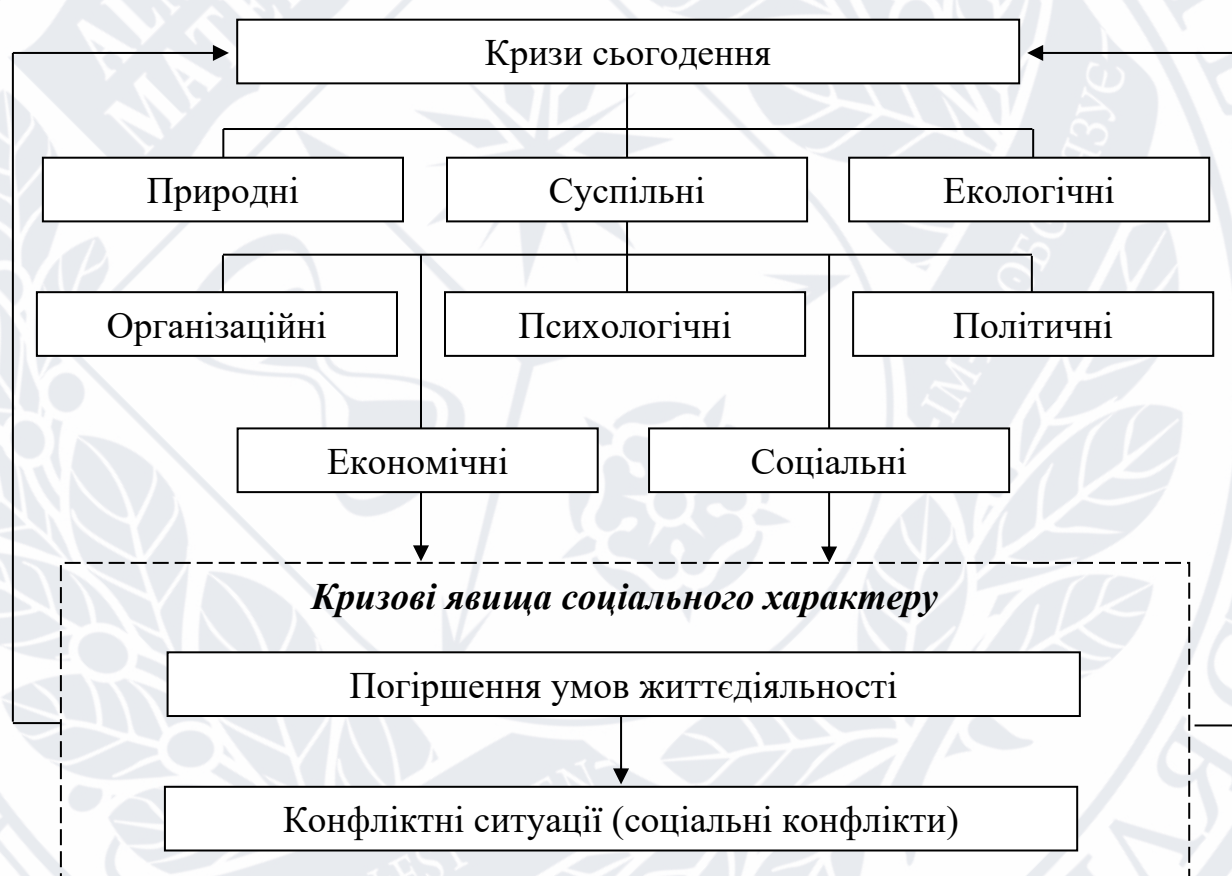 Кризи сьогодення
Природні
Суспільні
Екологічні
Організаційні
Психологічні
Політичні
Економічні
Соціальні
Кризові явища соціального характеру
Погіршення умов життєдіяльності
Конфліктні ситуації (соціальні конфлікти)